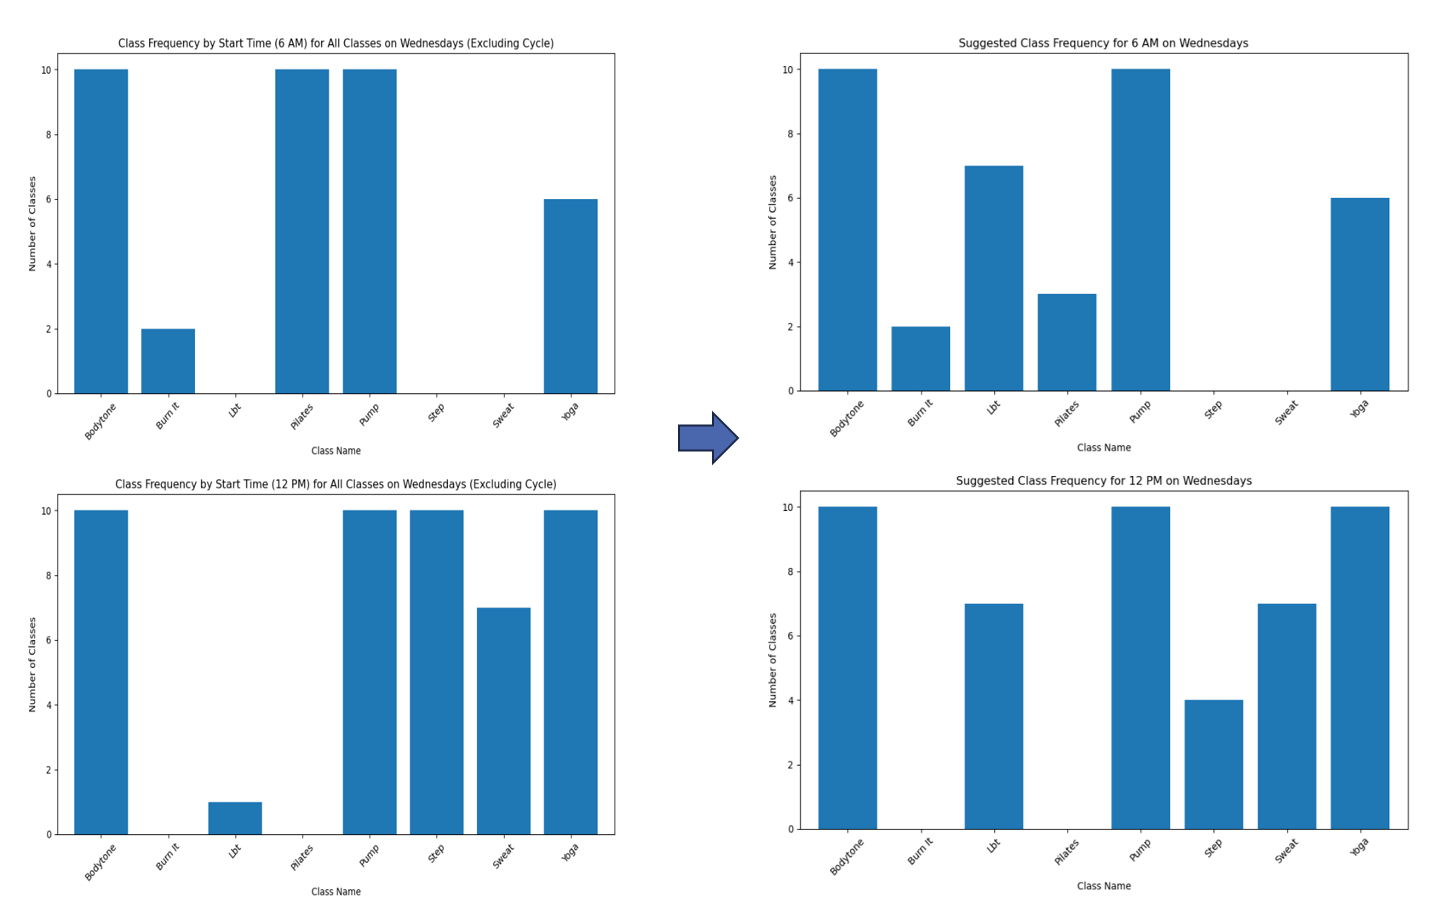 Class Frequency by Start Time (6 AM) for All Classes on Wednesdays (Excluding Cycle)
Number of Classes
10
8
6
4
2
0
Bodytone
Burn It
Lbt
Pilates
Pump
Step
Sweat
Yoga
Class Name
Suggested Class Frequency for 6 AM on Wednesdays
Number of Classes
10
8
6
4
2
0
Bodytone
Burn It
Lbt
Pilates
Pump
Step
Sweat
Yoga
Class Name
Class Frequency by Start Time (12 PM) for All Classes on Wednesdays (Excluding Cycle)
Number of Classes
10
8
6
4
2
0
Bodytone
Burn It
Lbt
Pilates
Pump
Step
Sweat
Yoga
Class Name
Suggested Class Frequency for 12 PM on Wednesdays
Number of Classes
10
8
6
4
2
0
Bodytone
Burn It
Lbt
Pilates
Pump
Step
Sweat
Yoga
Class Name